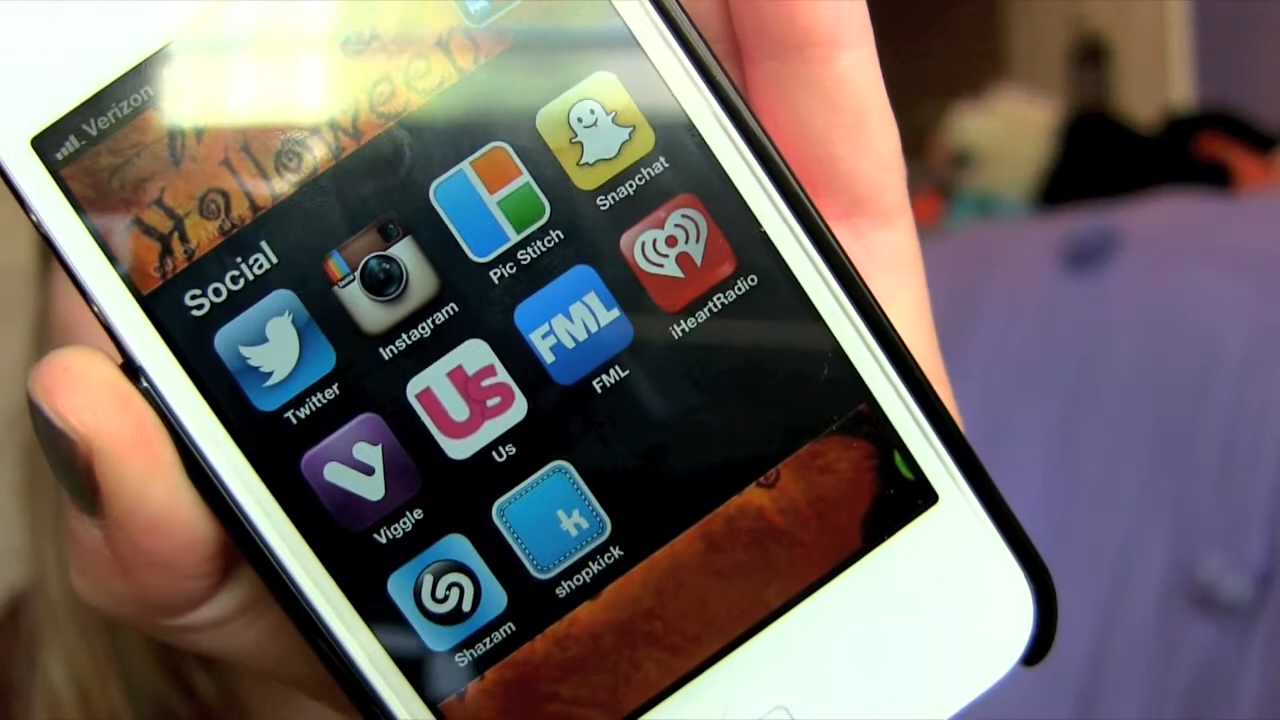 Verizon
Halloween
Social
Twitter
Instagram
Pic Stitch
Snapchat
Viggle
Us
Us
FML
FML
iHeartRadio
Shazam
k
shopkick